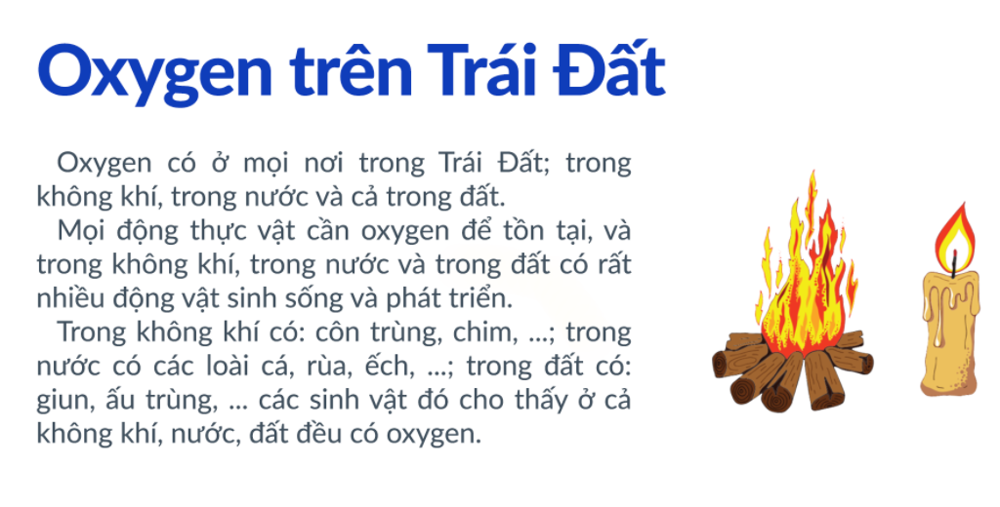 Oxygen trên Trái Đất
Oxygen có ở mọi nơi trong Trái Đất; trong
không khí, trong nước và cả trong đất.
Mọi động thực vật cần oxygen để tồn tại, và
trong không khí, trong nước và trong đất có rất
nhiều động vật sinh sống và phát triển.
Trong không khí có: côn trùng, chim, ...; trong
nước có các loài cá, rùa, ếch, ...; trong đất có:
giun, ấu trùng, ... các sinh vật đó cho thấy ở cả
không khí, nước, đất đều có oxygen.